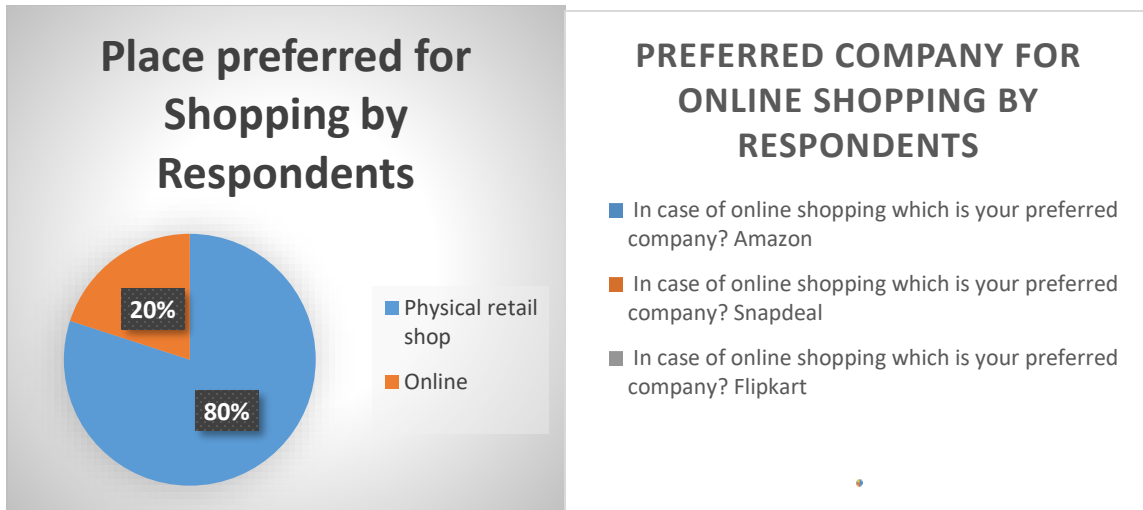 Place preferred for
Shopping by
Respondents
20%
80%
Physical retail
shop
Online
PREFERRED COMPANY FOR
ONLINE SHOPPING BY
RESPONDENTS
In case of online shopping which is your preferred
company? Amazon
In case of online shopping which is your preferred
company? Snapdeal
In case of online shopping which is your preferred
company? Flipkart